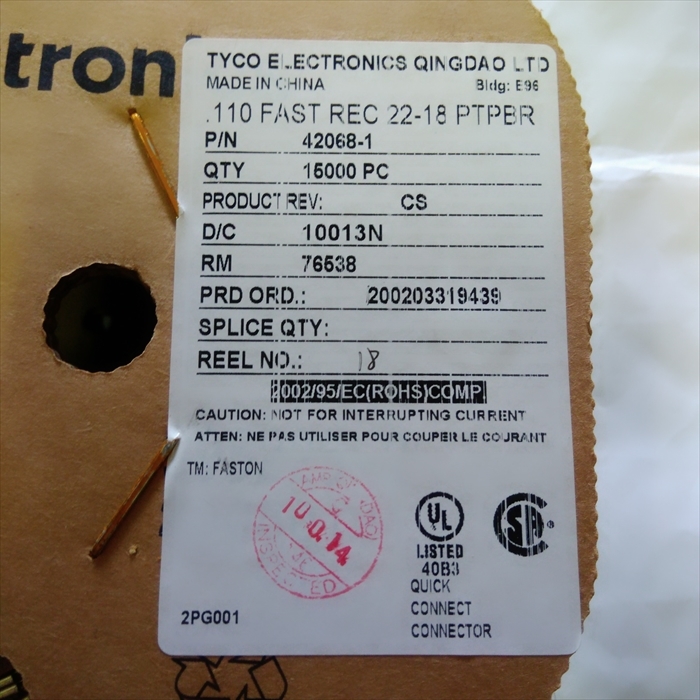 tron
TYCO ELECTRONICS QINGDAO LTD
MADE IN CHINA Bldg: E96
.110 FAST REC 22-18 PTPBR
P/N 42068-1
QTY 15000 PC
PRODUCT REV: CS
D/C 10013N
RM 76538
PRD ORD.: 200203319439
SPLICE QTY:
REEL NO.: 18
2002/95/EC(ROHS)COMP.
CAUTION: NOT FOR INTERRUPTING CURRENT
ATTEN: NE PAS UTILISER POUR COUPER LE COURANT
TM: FASTON
INSPECTED
UL
LISTED
40B3
QUICK
CONNECT
CONNECTOR
SA ®
2PG001